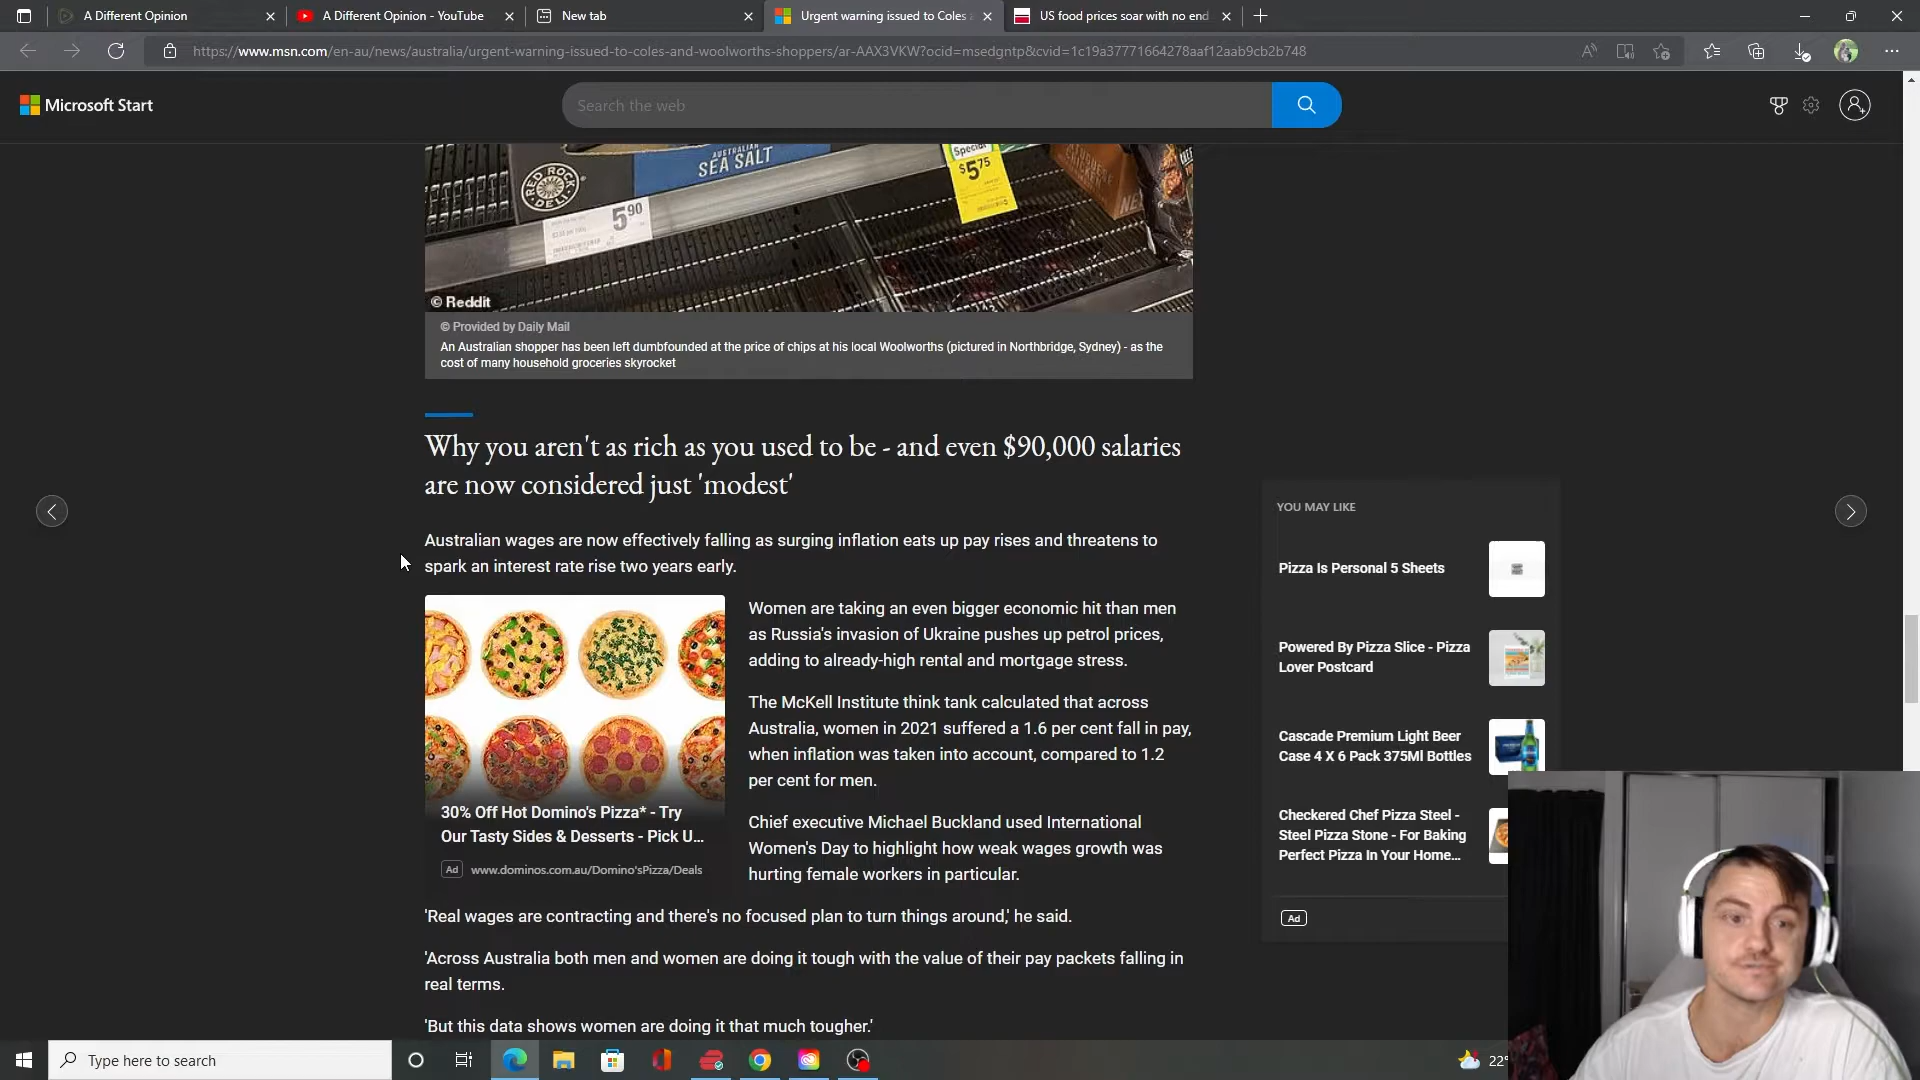 A Different Opinion
A Different Opinion - YouTube
New tab
Urgent warning issued to Coles a
US food prices soar with no end
https://www.msn.com/en-au/news/australia/urgent-warning-issued-to-coles-and-woolworths-shoppers/ar-AAX3VKW?ocid=msedgntp&cvid=1c19a37771664278aaf12aab9cb2b748
Microsoft Start
Search the web
AUSTRALIAN
SEA SALT
RED ROCK
DELI
5.90
Special
$5.75
© Reddit
© Provided by Daily Mail
An Australian shopper has been left dumbfounded at the price of chips at his local Woolworths (pictured in Northbridge, Sydney) - as the
cost of many household groceries skyrocket
Why you aren't as rich as you used to be - and even $90,000 salaries
are now considered just 'modest'
Australian wages are now effectively falling as surging inflation eats up pay rises and threatens to
spark an interest rate rise two years early.
Women are taking an even bigger economic hit than men
as Russia's invasion of Ukraine pushes up petrol prices,
adding to already-high rental and mortgage stress.
The McKell Institute think tank calculated that across
Australia, women in 2021 suffered a 1.6 per cent fall in pay,
when inflation was taken into account, compared to 1.2
per cent for men.
Chief executive Michael Buckland used International
Women's Day to highlight how weak wages growth was
hurting female workers in particular.
30% Off Hot Domino's Pizza* - Try
Our Tasty Sides & Desserts - Pick U...
Ad www.dominos.com.au/Domino'sPizza/Deals
'Real wages are contracting and there's no focused plan to turn things around,' he said.
'Across Australia both men and women are doing it tough with the value of their pay packets falling in
real terms.
'But this data shows women are doing it that much tougher.'
YOU MAY LIKE
Pizza Is Personal 5 Sheets
Powered By Pizza Slice - Pizza
Lover Postcard
Cascade Premium Light Beer
Case 4 X 6 Pack 375Ml Bottles
Checkered Chef Pizza Steel -
Steel Pizza Stone - For Baking
Perfect Pizza In Your Home...
Ad
Type here to search
22°